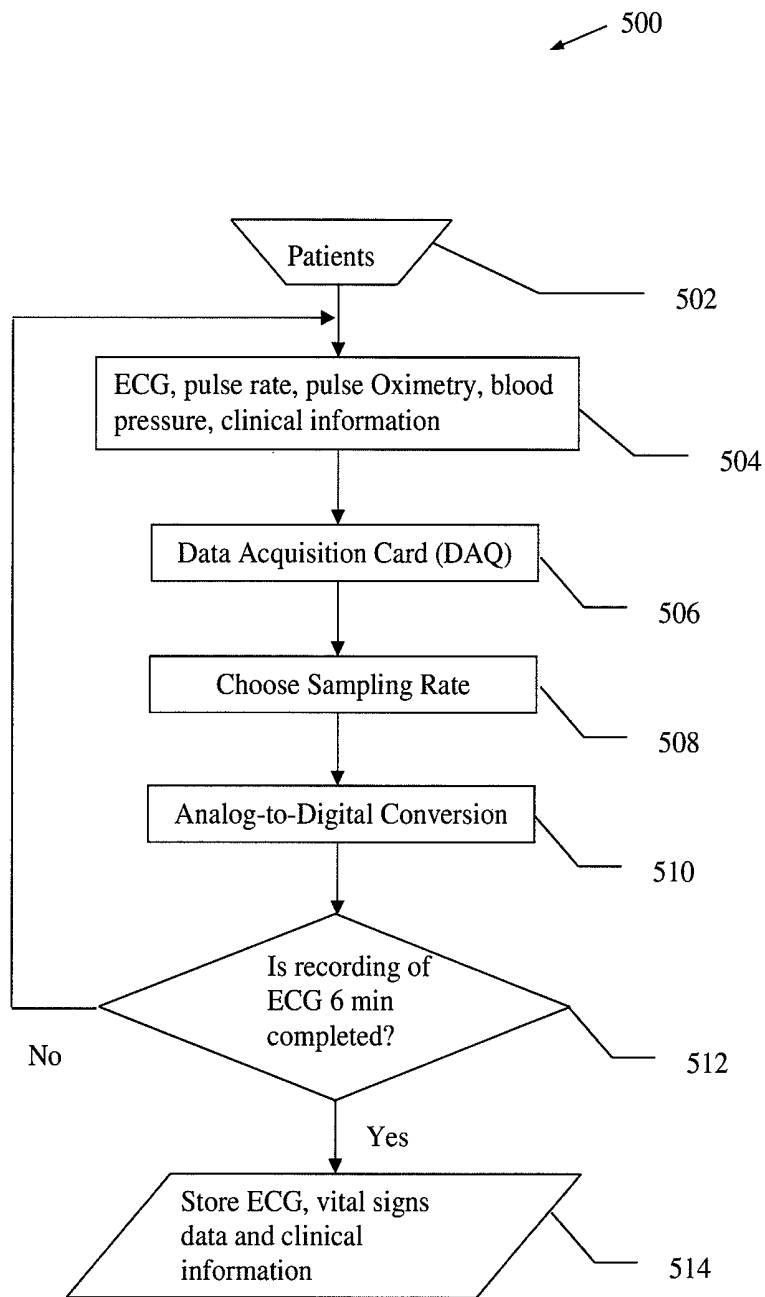 500
Patients
502
ECG, pulse rate, pulse Oximetry, blood
pressure, clinical information
504
Data Acquisition Card (DAQ)
506
Choose Sampling Rate
508
Analog-to-Digital Conversion
510
Is recording of
ECG 6 min
completed?
No
512
Yes
Store ECG, vital signs
data and clinical
information
514